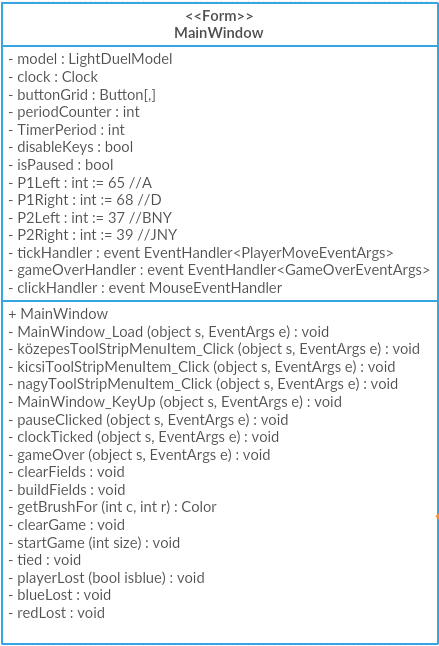 <<Form>>
MainWindow
- model : LightDuelModel
- clock : Clock
- buttonGrid : Button[,]
- periodCounter : int
- TimerPeriod : int
- disableKeys : bool
- isPaused : bool
- P1Left : int := 65 //A
- P1Right : int := 68 //D
- P2Left : int := 37 //BNY
- P2Right : int := 39 //JNY
- tickHandler : event EventHandler<PlayerMoveEventArgs>
- gameOverHandler : event EventHandler<GameOverEventArgs>
- clickHandler : event MouseEventHandler
+ MainWindow
- MainWindow_Load (object s, EventArgs e) : void
- közepesToolStripMenuItem_Click (object s, EventArgs e) : void
- kicsiToolStripMenuItem_Click (object s, EventArgs e) : void
- nagyToolStripMenuItem_Click (object s, EventArgs e) : void
- MainWindow_KeyUp (object s, EventArgs e) : void
- pauseClicked (object s, EventArgs e) : void
- clockTicked (object s, EventArgs e) : void
- gameOver (object s, EventArgs e) : void
- clearFields : void
- buildFields : void
- getBrushFor (int c, int r) : Color
- clearGame : void
- startGame (int size) : void
- tied : void
- playerLost (bool isblue) : void
- blueLost : void
- redLost : void